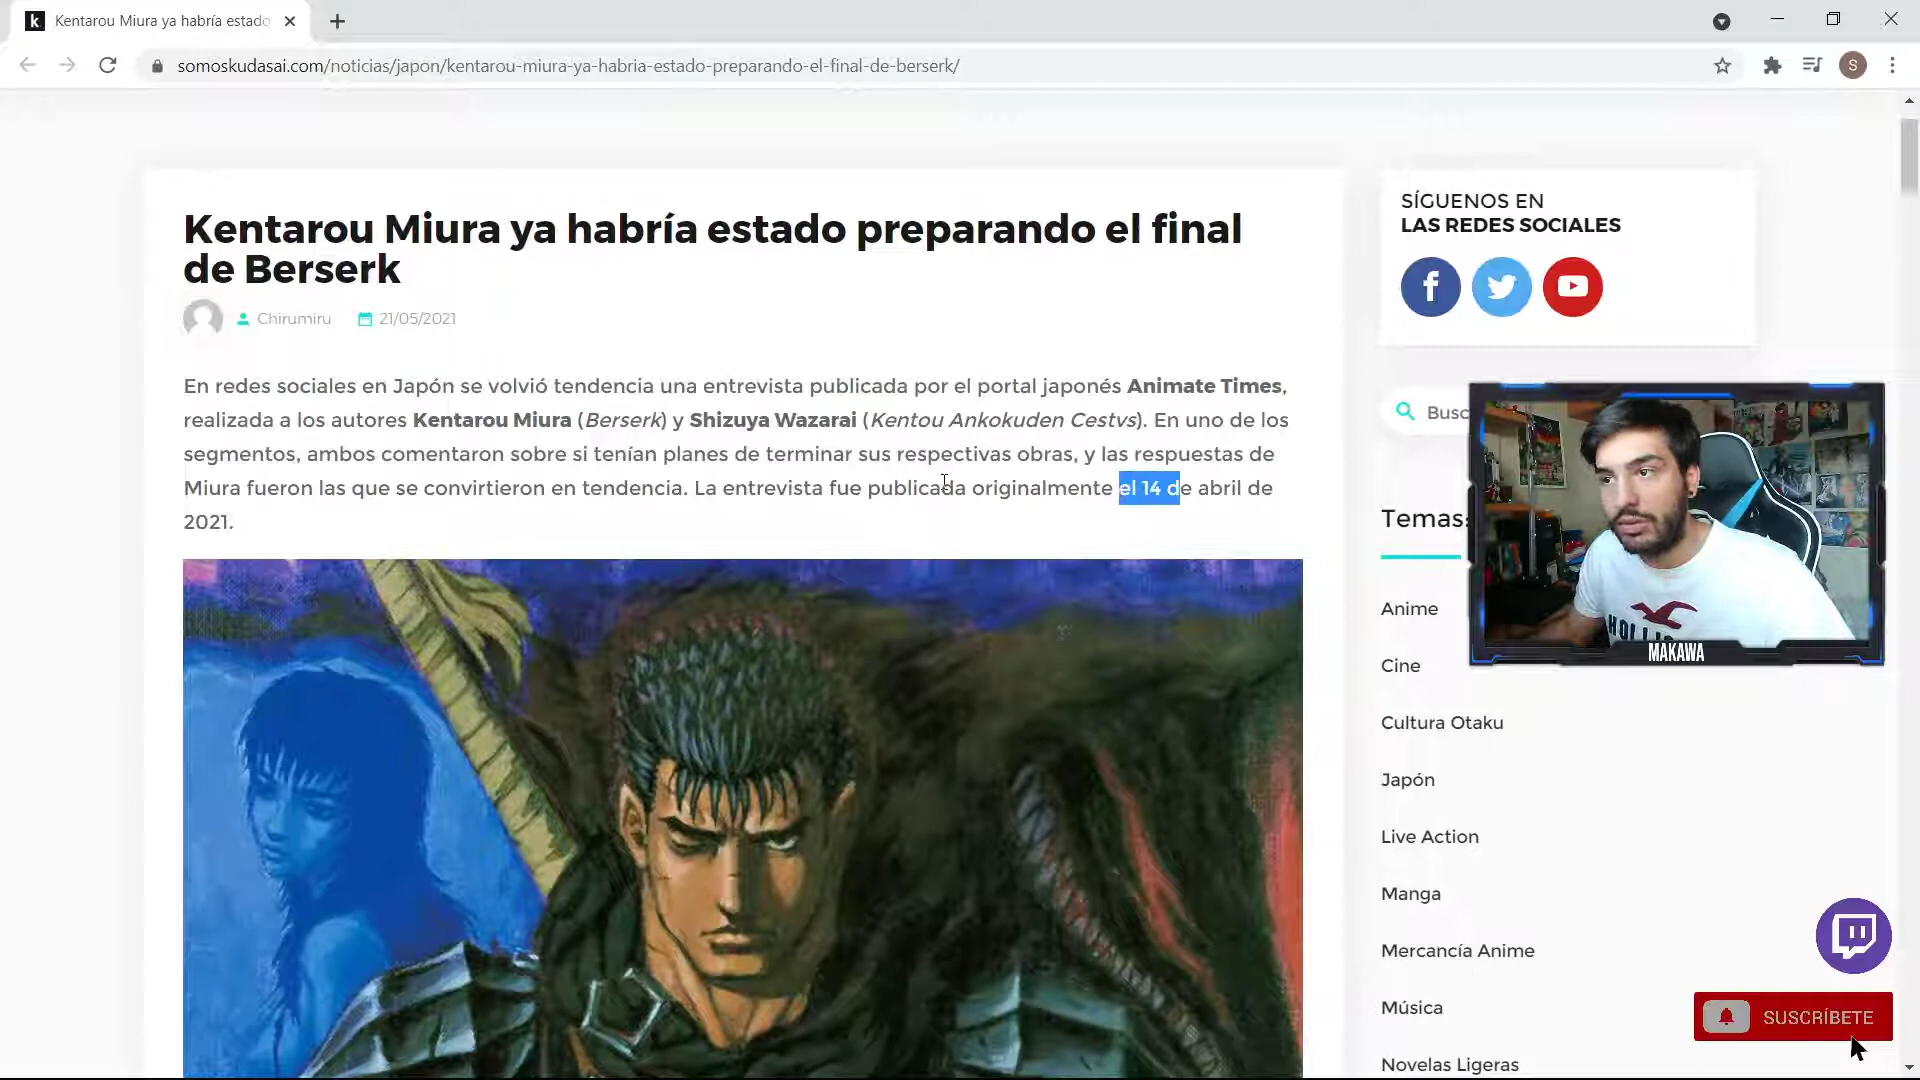 k
Kentarou Miura ya habría estado
somoskudasai.com/noticias/japon/kentarou-miura-ya-habria-estado-preparando-el-final-de-berserk/
S
Kentarou Miura ya habría estado preparando el final
de Berserk
Chirumiru 21/05/2021
En redes sociales en Japón se volvió tendencia una entrevista publicada por el portal japonés Animate Times,
realizada a los autores Kentarou Miura (Berserk) y Shizuya Wazarai (Kentou Ankokuden Cestvs). En uno de los
segmentos, ambos comentaron sobre si tenían planes de terminar sus respectivas obras, y las respuestas de
Miura fueron las que se convirtieron en tendencia. La entrevista fue publicada originalmente el 14 de abril de
2021.
SÍGUENOS EN
LAS REDES SOCIALES
f
Busc
Temas
Anime
Cine
Cultura Otaku
Japón
Live Action
Manga
Mercancía Anime
Música
Novelas Ligeras
MAKAWA
SUSCRÍBETE